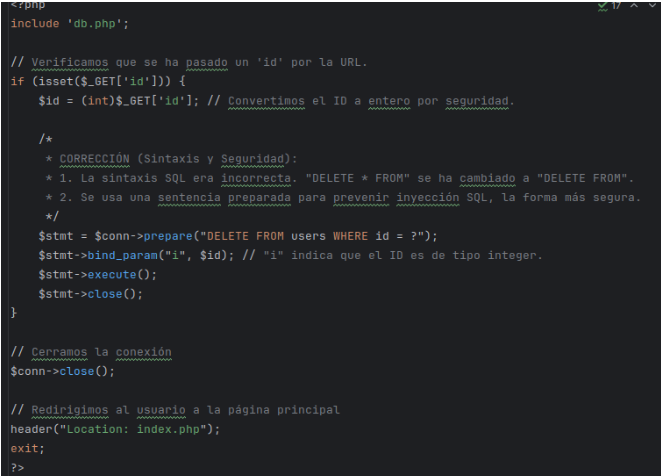 <?php
17
include 'db.php';
// Verificamos que se ha pasado un 'id' por la URL.
if (isset($_GET['id'])) {
$id = (int)$_GET['id']; // Convertimos el ID a entero por seguridad.
/*
* CORRECCIÓN (Sintaxis y Seguridad):
* 1. La sintaxis SQL era incorrecta. "DELETE * FROM" se ha cambiado a "DELETE FROM".
* 2. Se usa una sentencia preparada para prevenir inyección SQL, la forma más segura.
*/
$stmt = $conn->prepare("DELETE FROM users WHERE id = ?");
$stmt->bind_param("i", $id); // "i" indica que el ID es de tipo integer.
$stmt->execute();
$stmt->close();
}
// Cerramos la conexión
$conn->close();
// Redirigimos al usuario a la página principal
header("Location: index.php");
exit;
?>